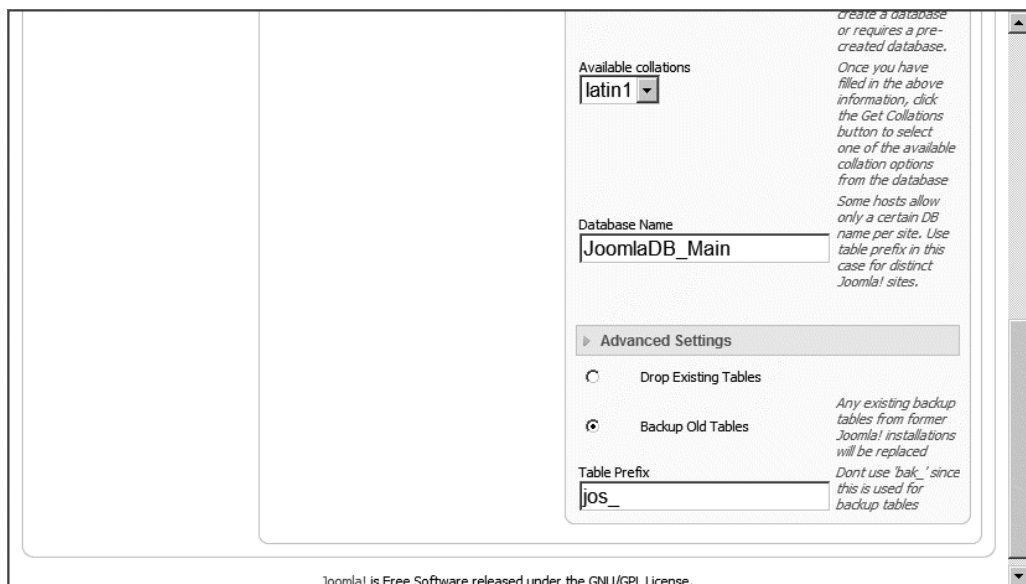 create a database
or requires a pre-
created database.
Available collations
latin1
Once you have
filled in the above
information, click
the Get Collations
button to select
one of the available
collation options
from the database
Database Name
JoomlaDB_Main
Some hosts allow
only a certain DB
name per site. Use
table prefix in this
case for distinct
Joomla! sites.
Advanced Settings
Drop Existing Tables
Backup Old Tables
Any existing backup
tables from former
Joomla! installations
will be replaced
Table Prefix
jos_
Dont use 'bak_' since
this is used for
backup tables
Joomla! is Free Software released under the GNU/GPL License.